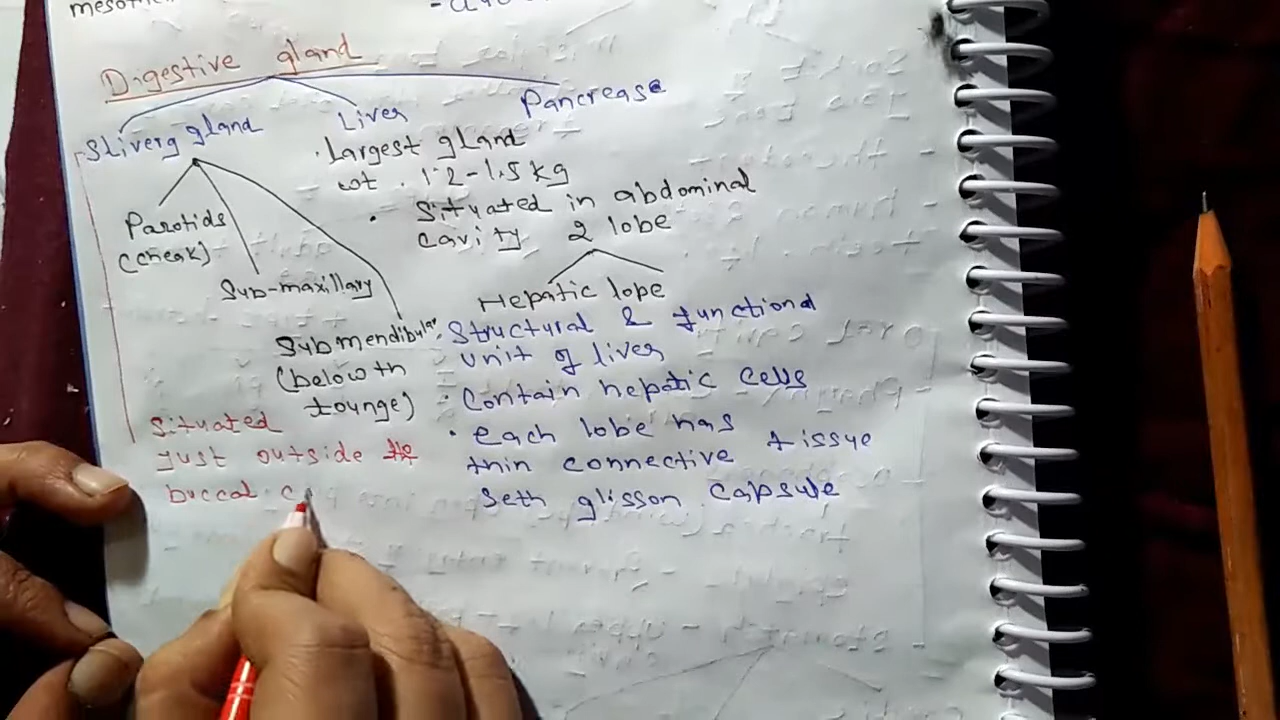 Digestive gland
Sliverg gland
Liver
Pancrease
Parotids
(cheak)
Sub-maxillary
Submendibular
(below th
tounge)
situated
just outside the
buccal c
· largest gland
wt. 1.2-1.5 kg
· situated in abdominal
cavity 2 lobe
Hepatic lope
· Structural & functional
unit of liver
· Contain hepatic cells
· each lobe has
thin connective tissye
seth glisson capsule